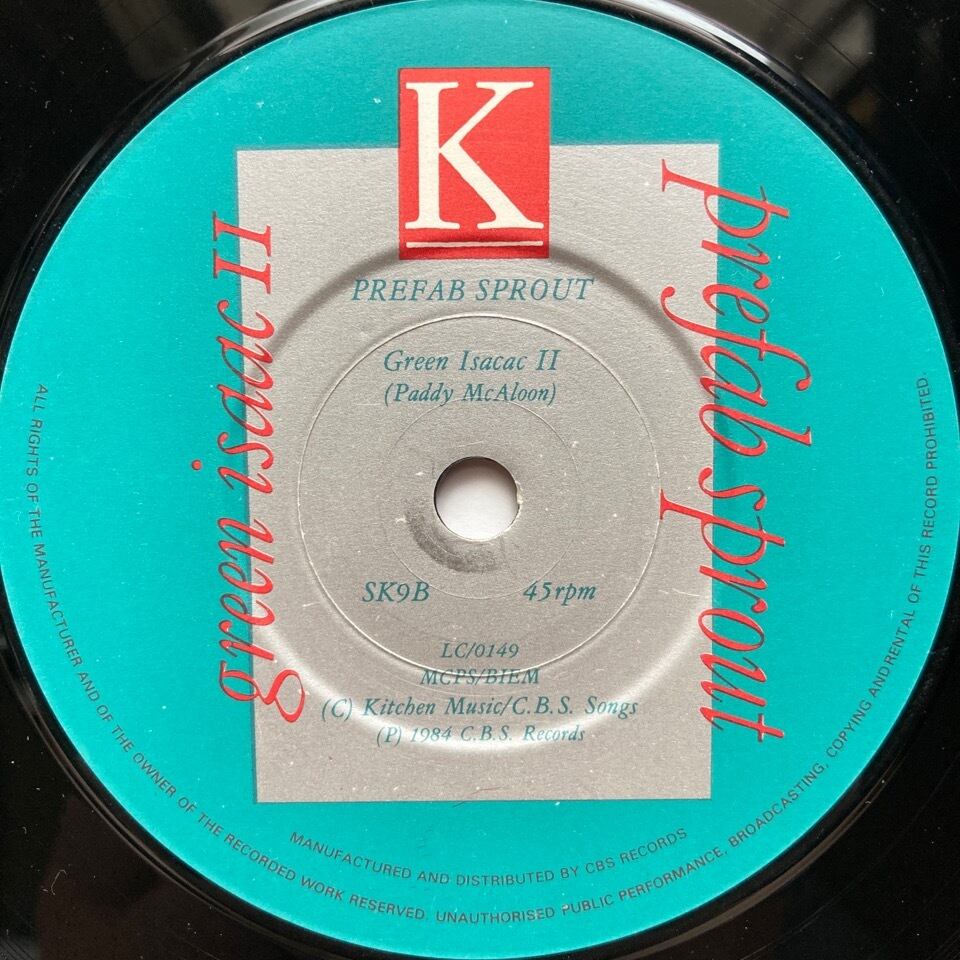 K
PREFAB SPROUT
Green Isacac II
(Paddy McAloon)
SK9B 45rpm
LC/0149
MCPS/BIEM
(C) Kitchen Music/C.B.S. Songs
(P) 1984 C.B.S. Records
green isaac II
prefab sprout
MANUFACTURED AND DISTRIBUTED BY CBS RECORDS
ALL RIGHTS OF THE MANUFACTURER AND OF THE OWNER OF THE RECORDED WORK RESERVED. UNAUTHORISED PUBLIC PERFORMANCE, BROADCASTING, COPYING AND RENTAL OF THIS RECORD PROHIBITED.